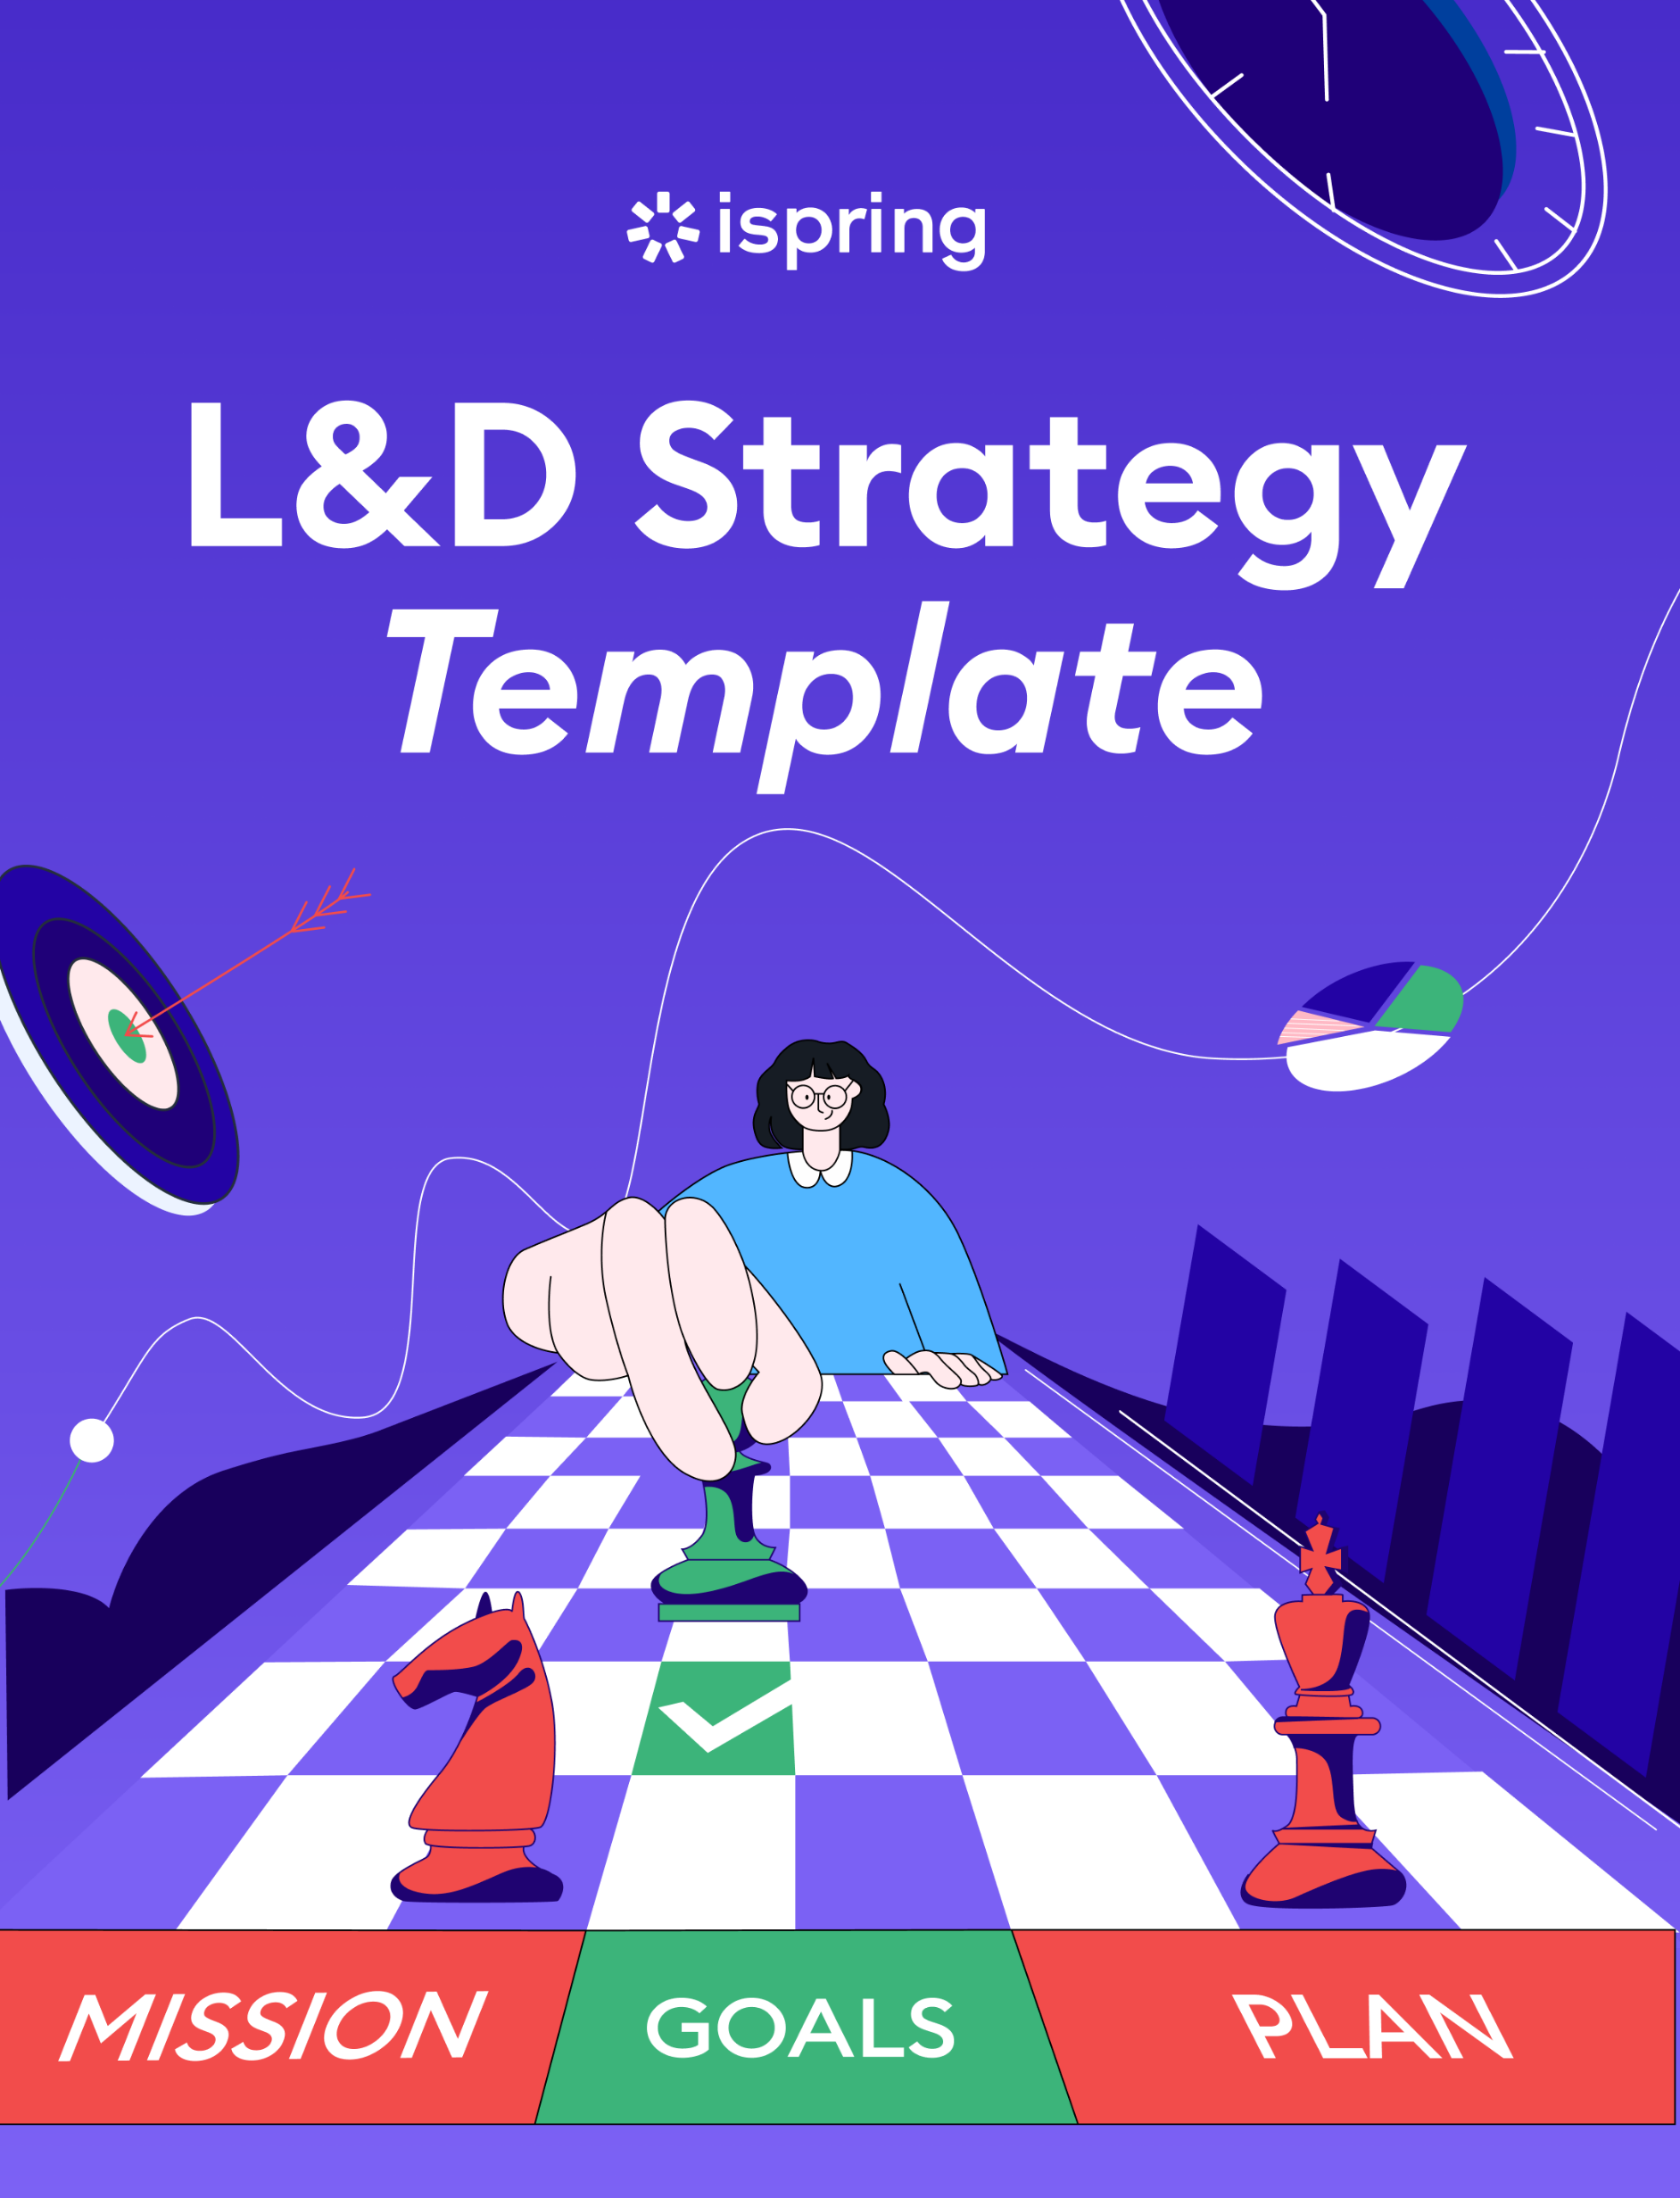 ispring
L&D Strategy
Template
MISSION
GOALS
PLAN